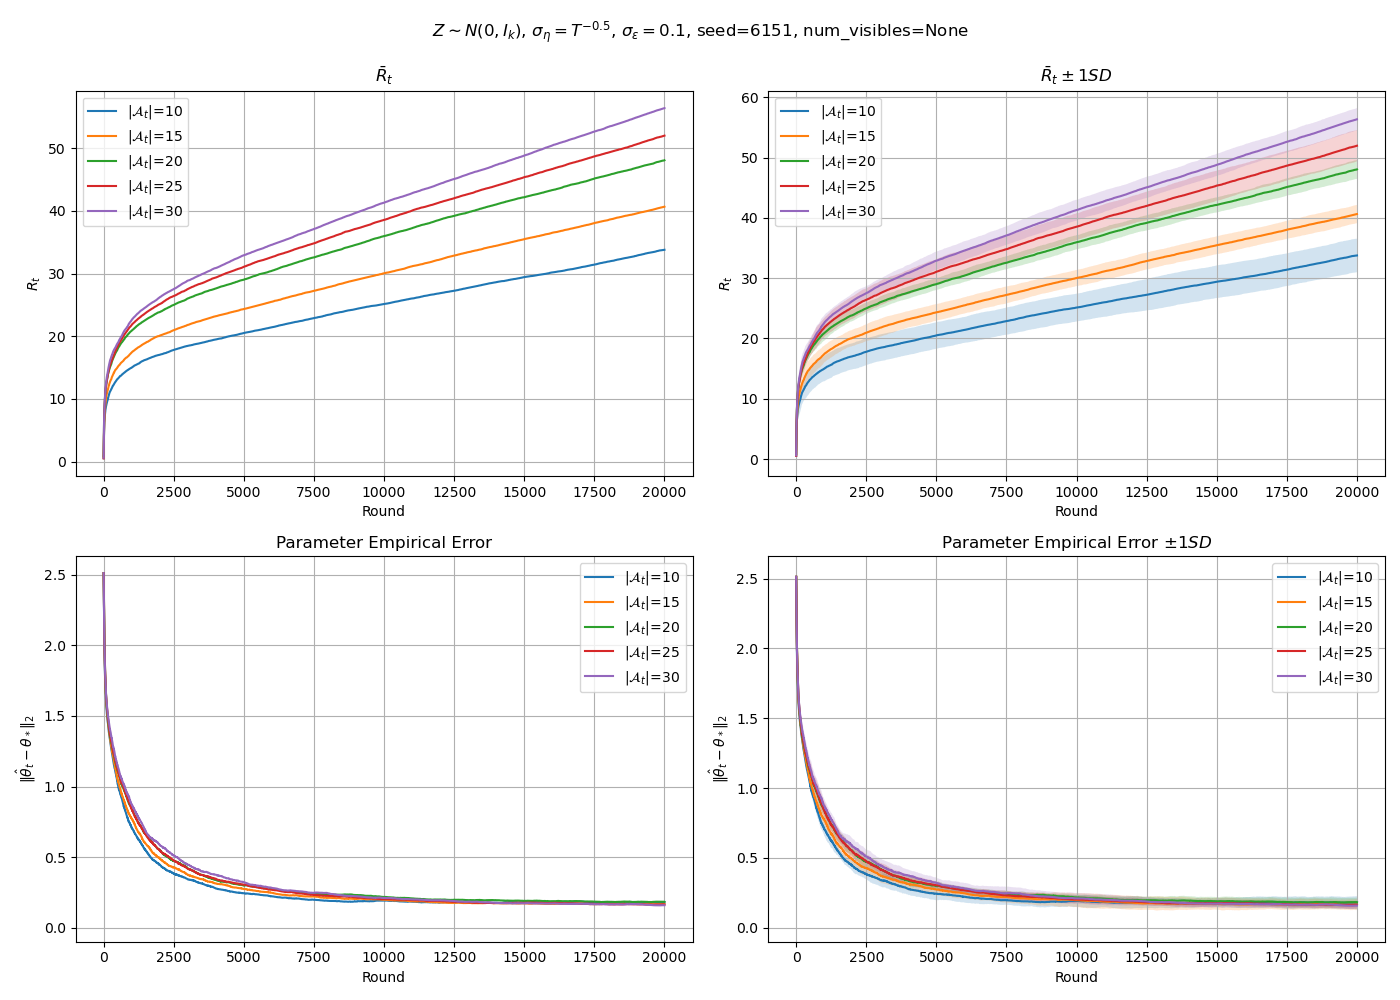 Z ∼ N(0, I_k), σ_η = T^{−0.5}, σ_ε = 0.1, seed=6151, num_visibles=None
R̄_t
|𝒜_t|=10
|𝒜_t|=15
|𝒜_t|=20
|𝒜_t|=25
|𝒜_t|=30
R_t
50
40
30
20
10
0
0 2500 5000 7500 10000 12500 15000 17500 20000
Round
R̄_t ± 1SD
|𝒜_t|=10
|𝒜_t|=15
|𝒜_t|=20
|𝒜_t|=25
|𝒜_t|=30
R_t
60
50
40
30
20
10
0
0 2500 5000 7500 10000 12500 15000 17500 20000
Round
Parameter Empirical Error
|𝒜_t|=10
|𝒜_t|=15
|𝒜_t|=20
|𝒜_t|=25
|𝒜_t|=30
‖θ̂_t − θ_*‖_2
2.5
2.0
1.5
1.0
0.5
0.0
0 2500 5000 7500 10000 12500 15000 17500 20000
Round
Parameter Empirical Error ±1SD
|𝒜_t|=10
|𝒜_t|=15
|𝒜_t|=20
|𝒜_t|=25
|𝒜_t|=30
‖θ̂_t − θ_*‖_2
2.5
2.0
1.5
1.0
0.5
0.0
0 2500 5000 7500 10000 12500 15000 17500 20000
Round